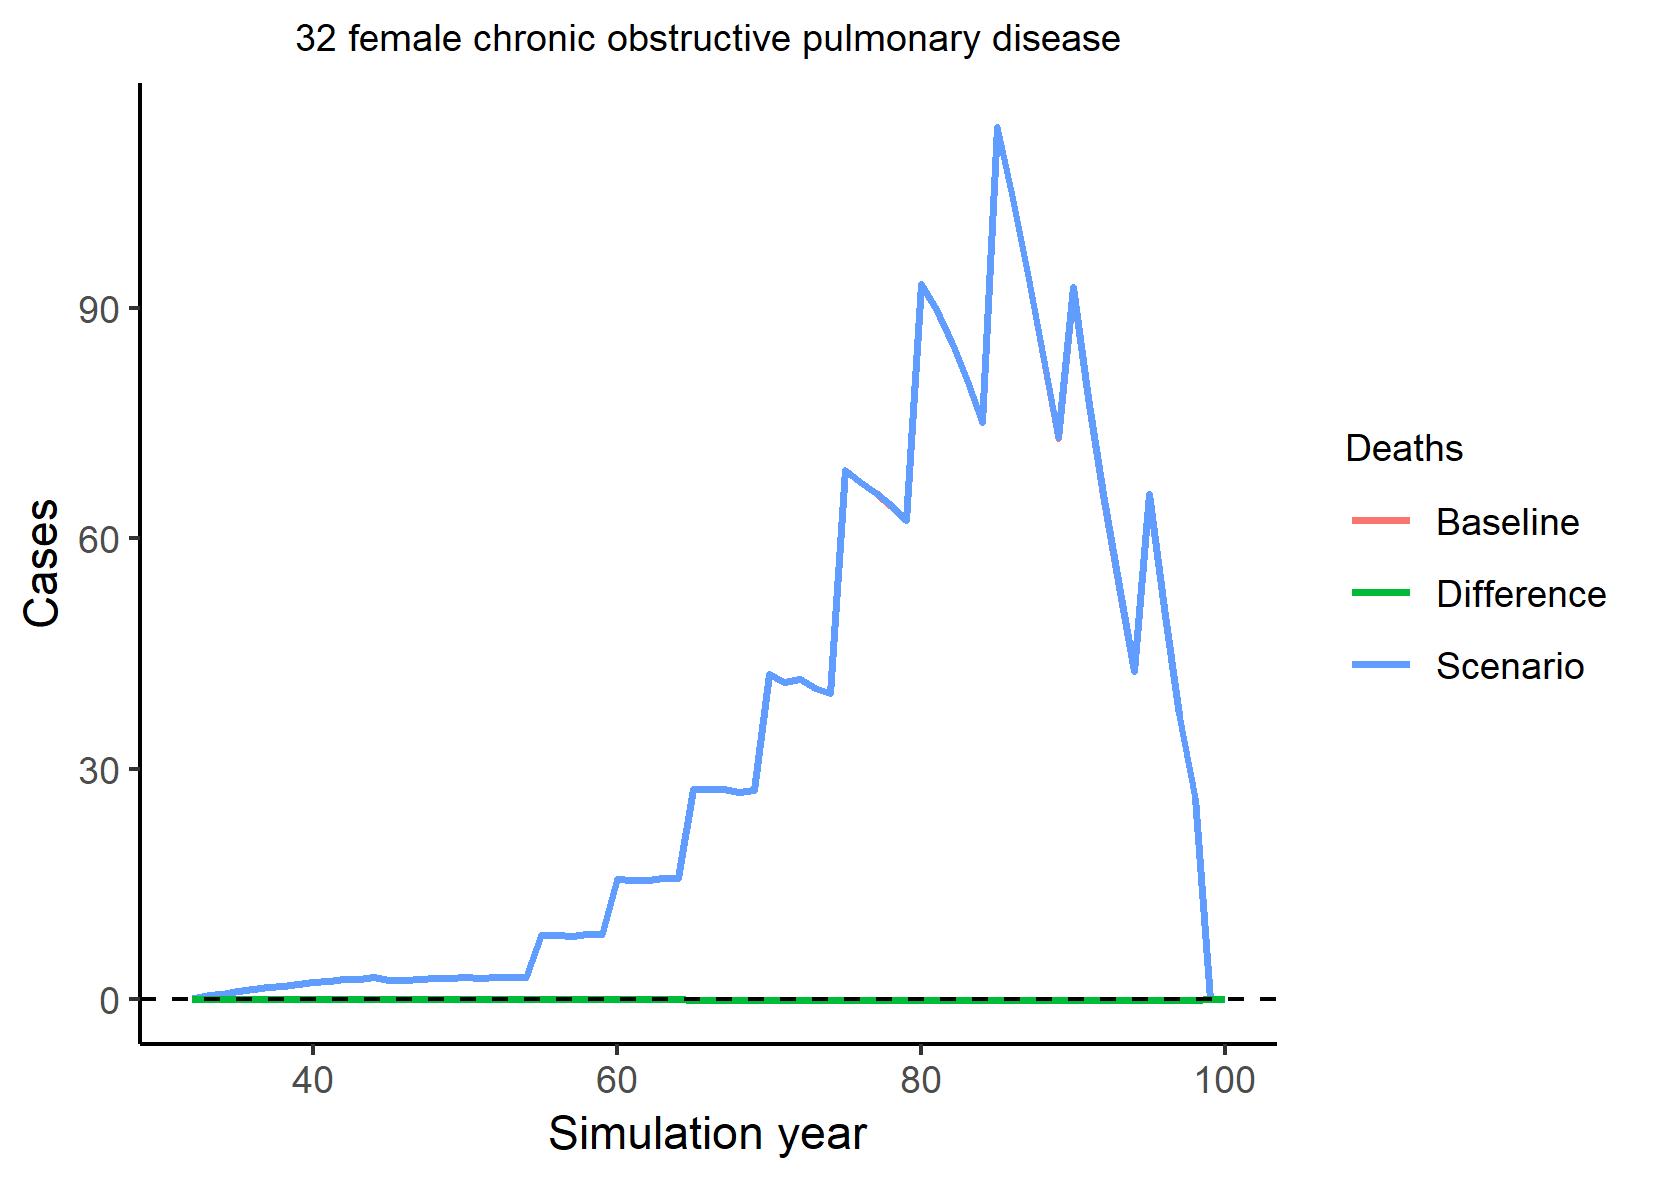 32 female chronic obstructive pulmonary disease
Cases
90
60
30
0
40 60 80 100
Simulation year
Deaths
Baseline
Difference
Scenario